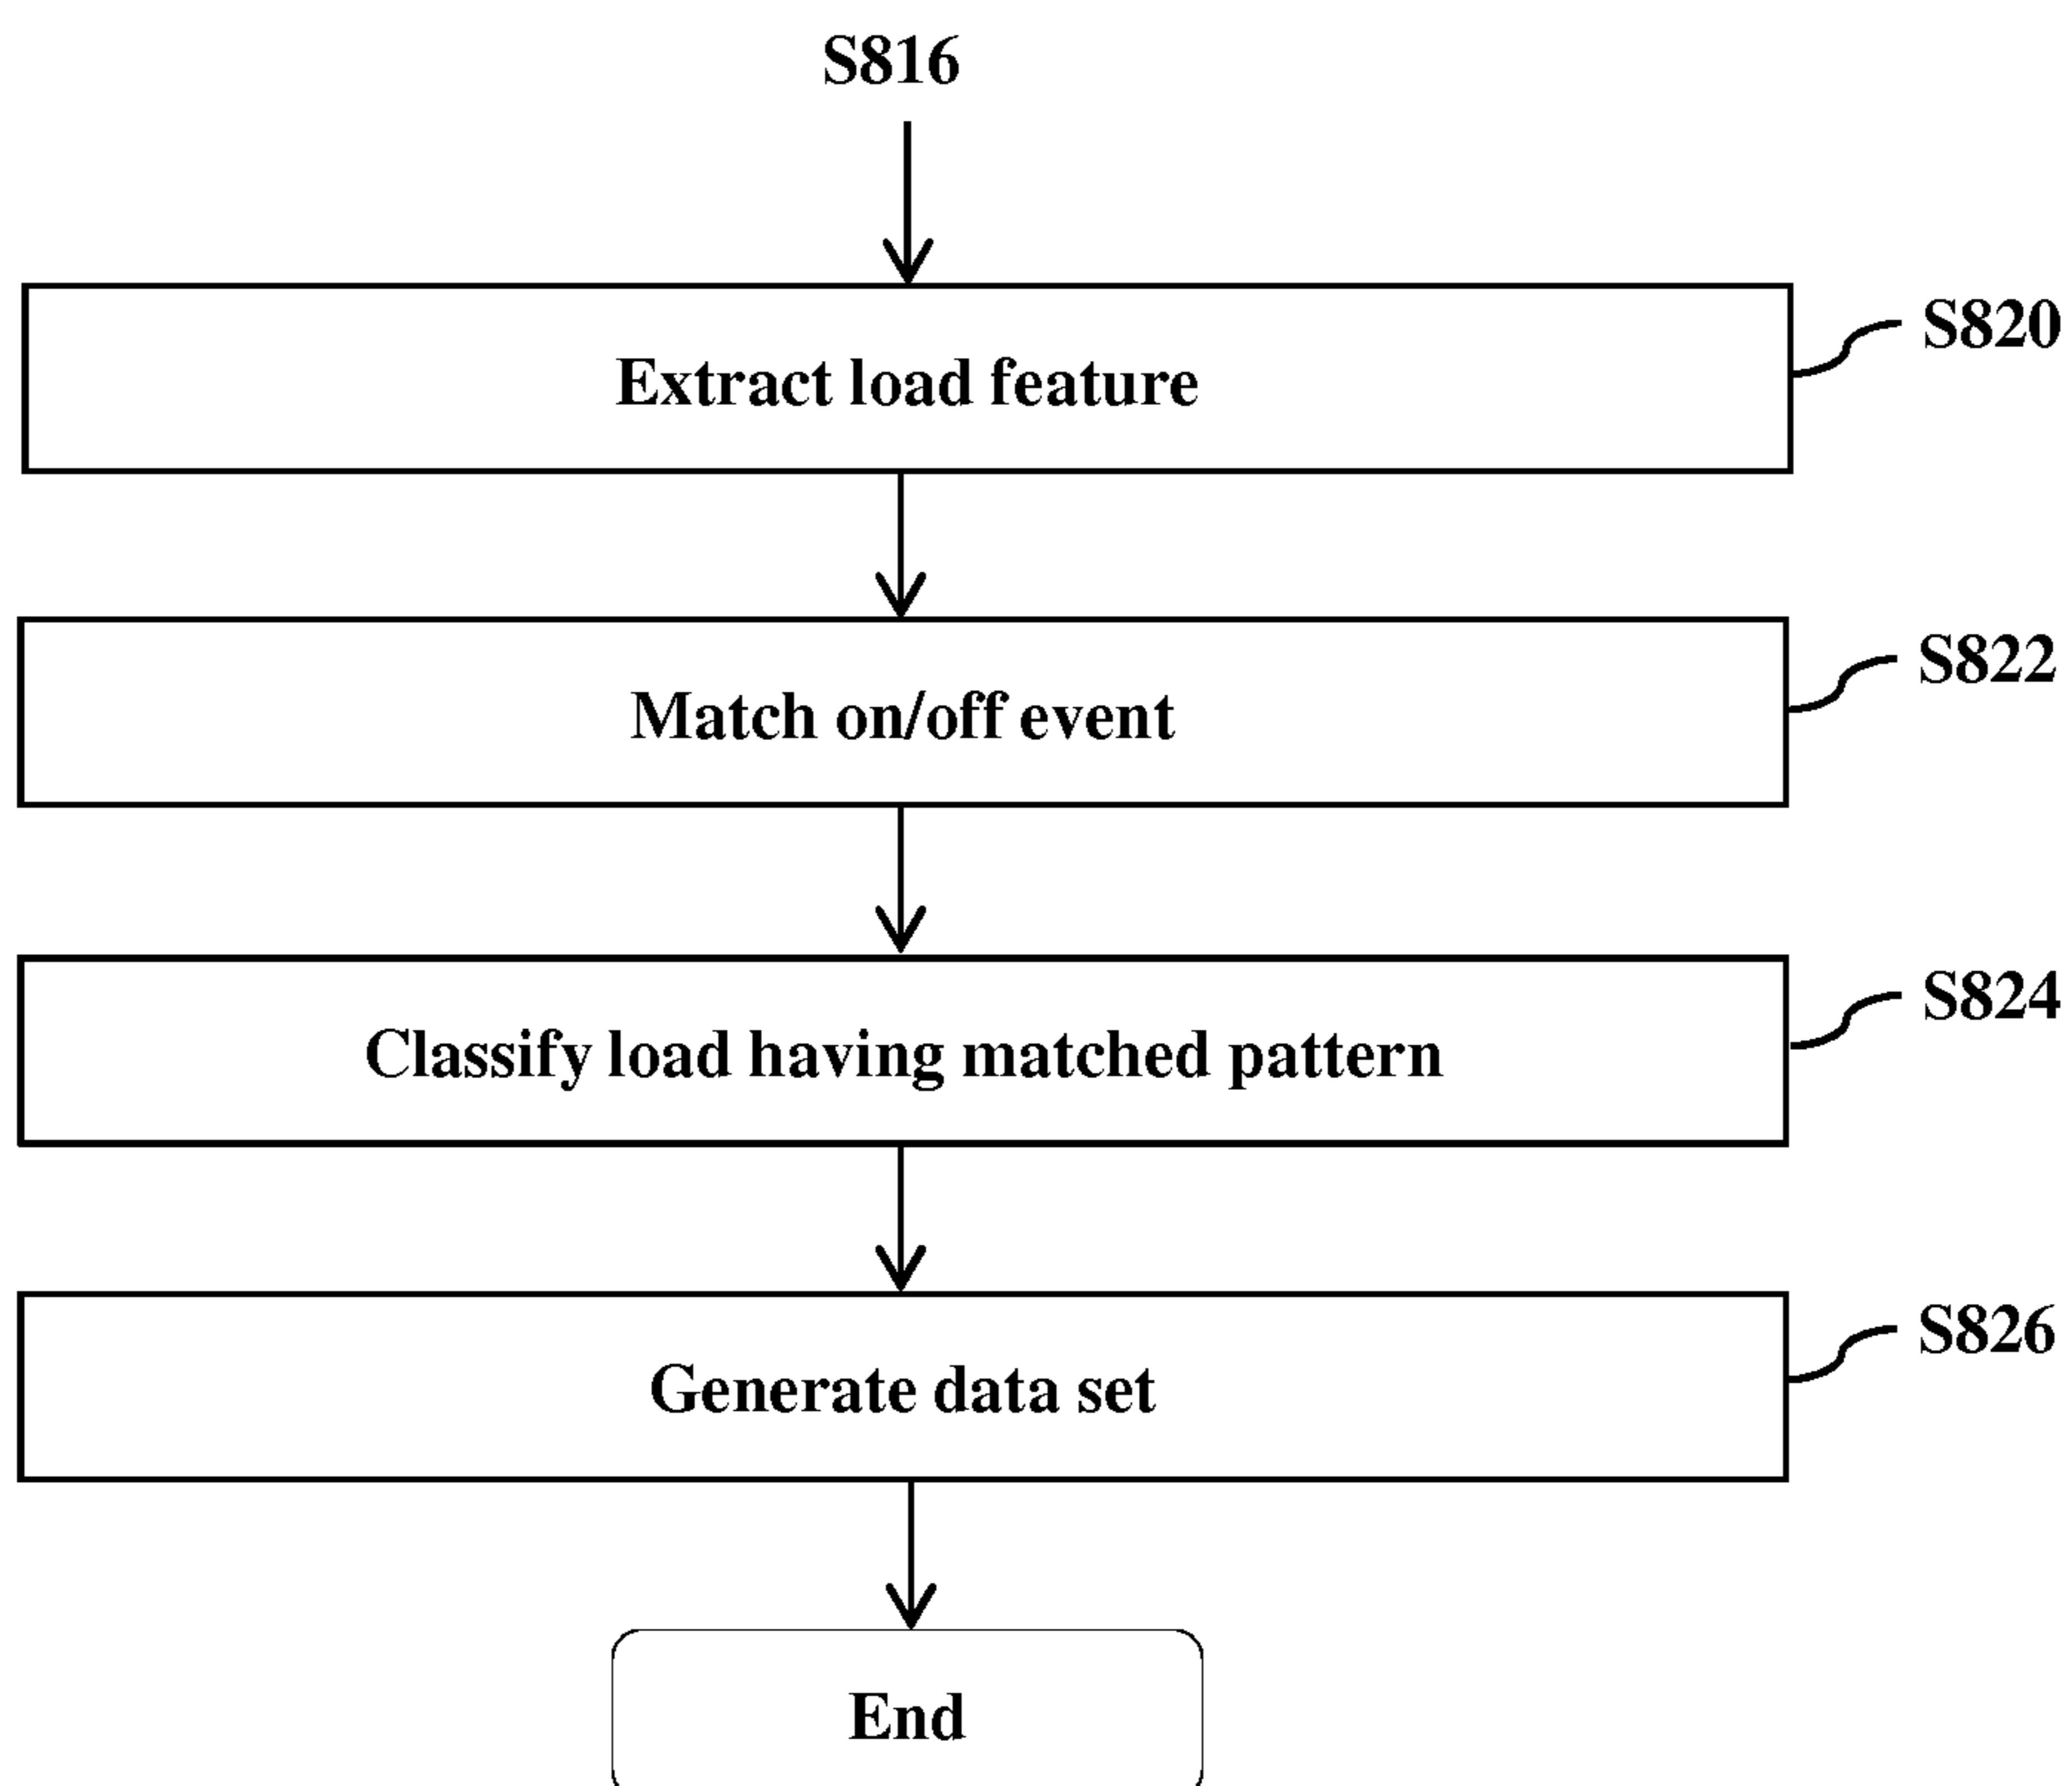 S816
Extract load feature
S820
Match on/off event
S822
Classify load having matched pattern
S824
Generate data set
S826
End